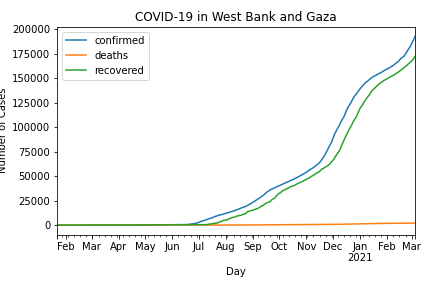 COVID-19 in West Bank and Gaza
200000
175000
150000
125000
100000
75000
50000
25000
0
Number of Cases
confirmed
deaths
recovered
Feb Mar Apr May Jun Jul Aug Sep Oct Nov Dec Jan Feb Mar
2021
Day